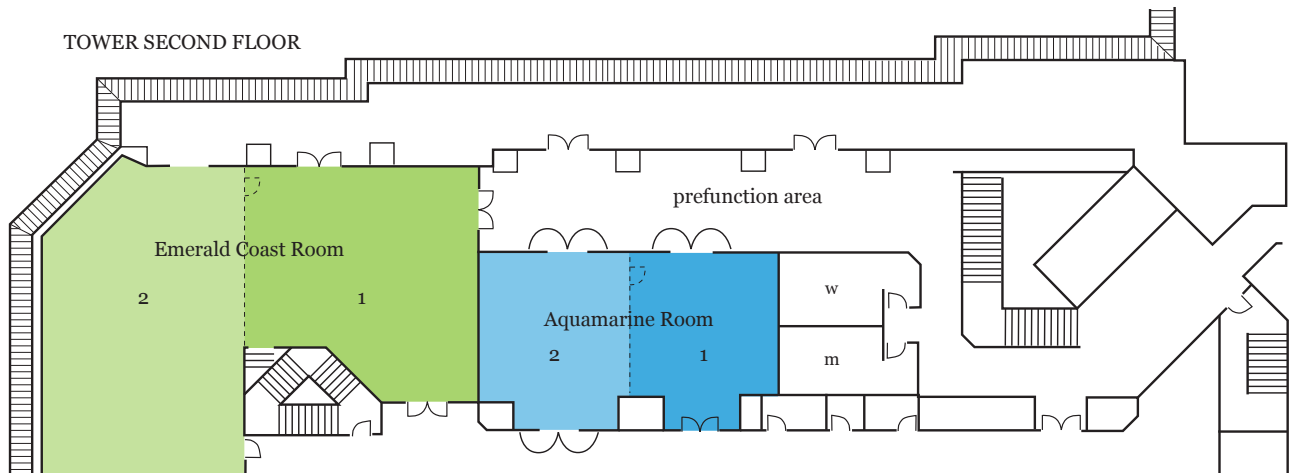 TOWER SECOND FLOOR
prefunction area
Emerald Coast Room
2
1
w
Aquamarine Room
2
1
m